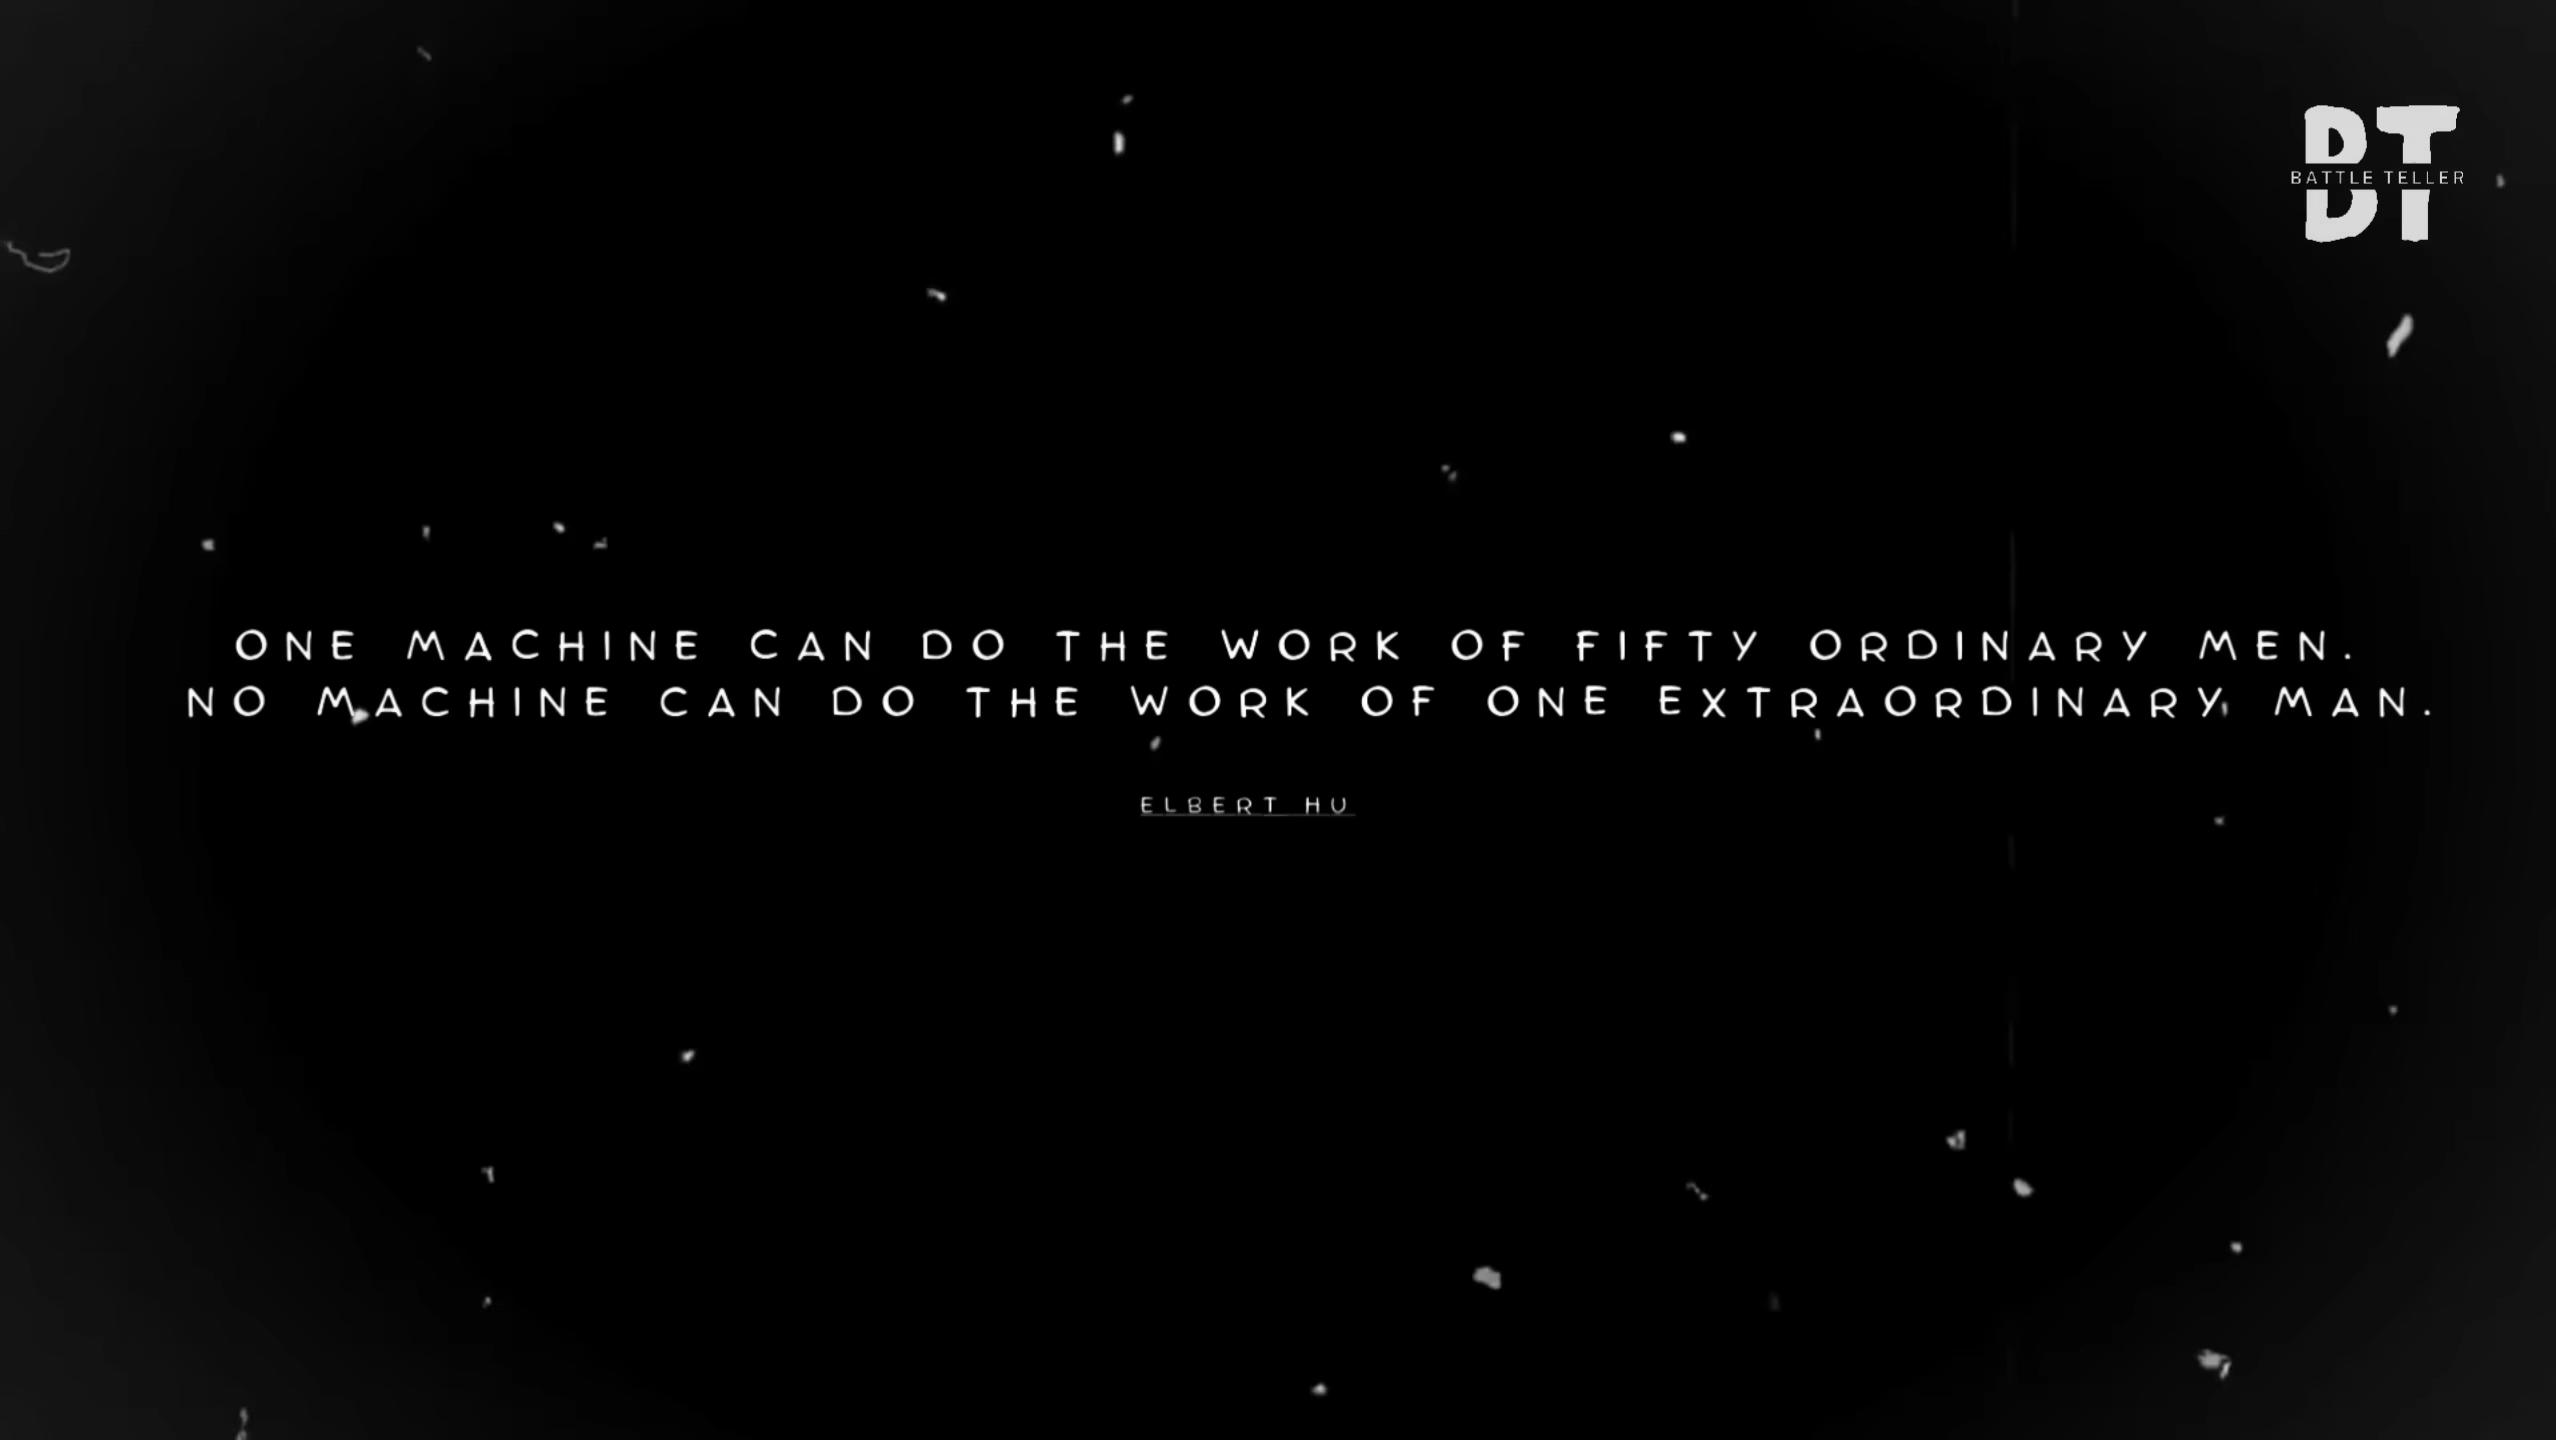 BT
BATTLE TELLER
ONE MACHINE CAN DO THE WORK OF FIFTY ORDINARY MEN.
NO MACHINE CAN DO THE WORK OF ONE EXTRAORDINARY MAN.
ELBERT HU